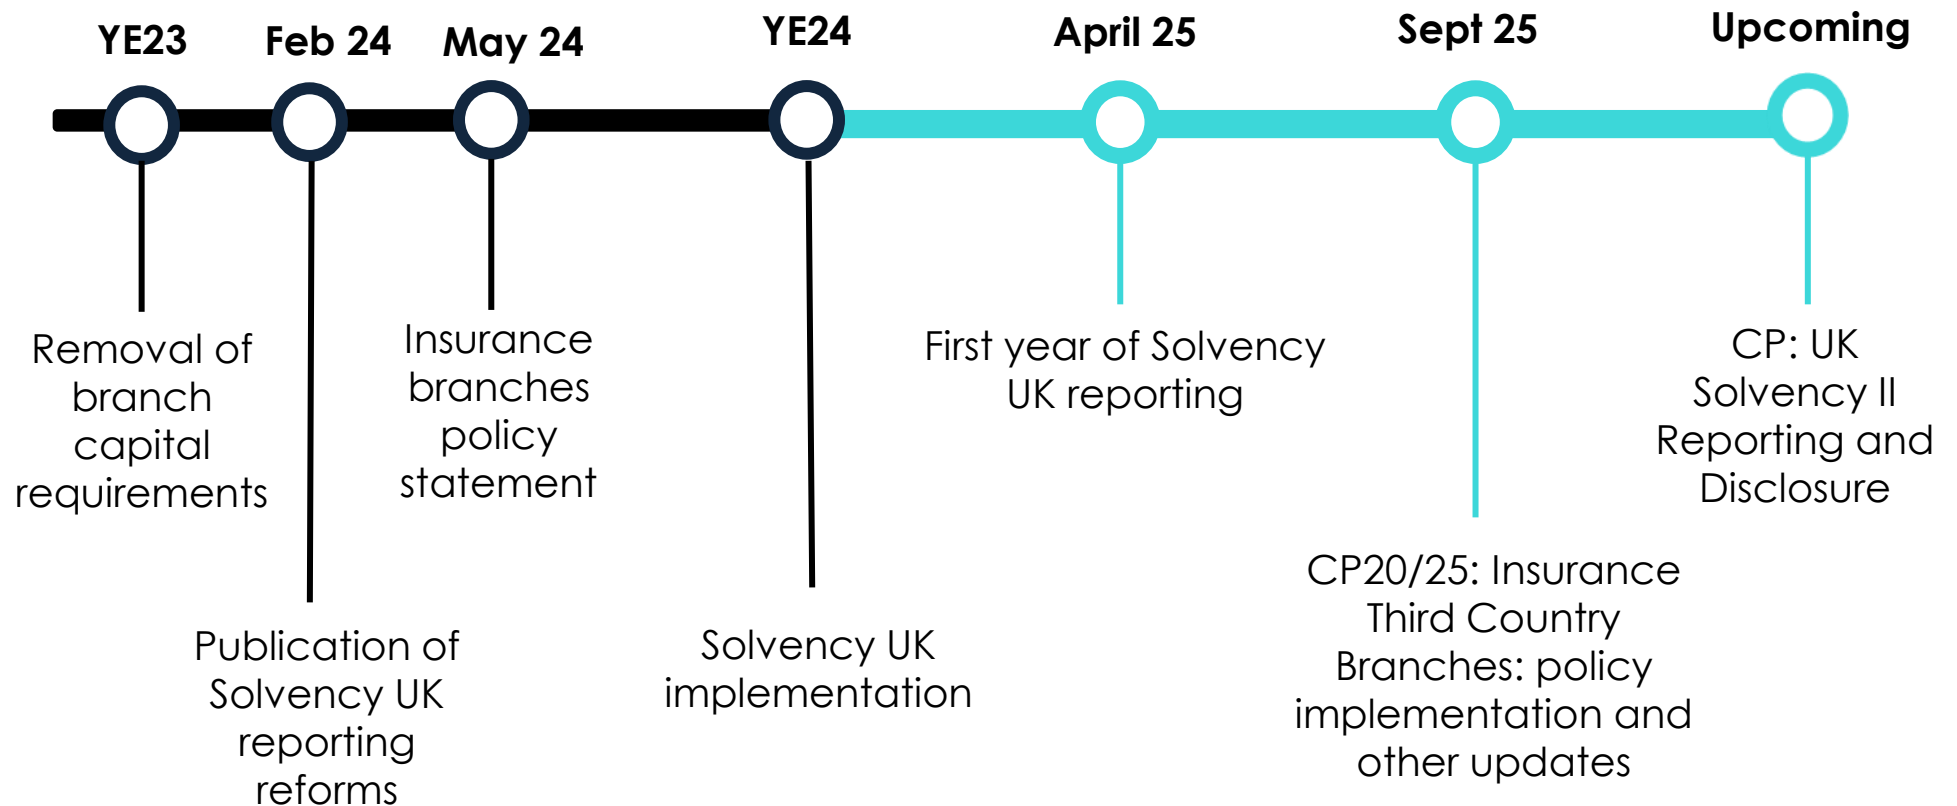 YE23
Feb 24
May 24
YE24
April 25
Sept 25
Upcoming
Removal of
branch
capital
requirements
Publication of
Solvency UK
reporting
reforms
Insurance
branches
policy
statement
Solvency UK
implementation
First year of Solvency
UK reporting
CP20/25: Insurance
Third Country
Branches: policy
implementation and
other updates
CP: UK
Solvency II
Reporting and
Disclosure